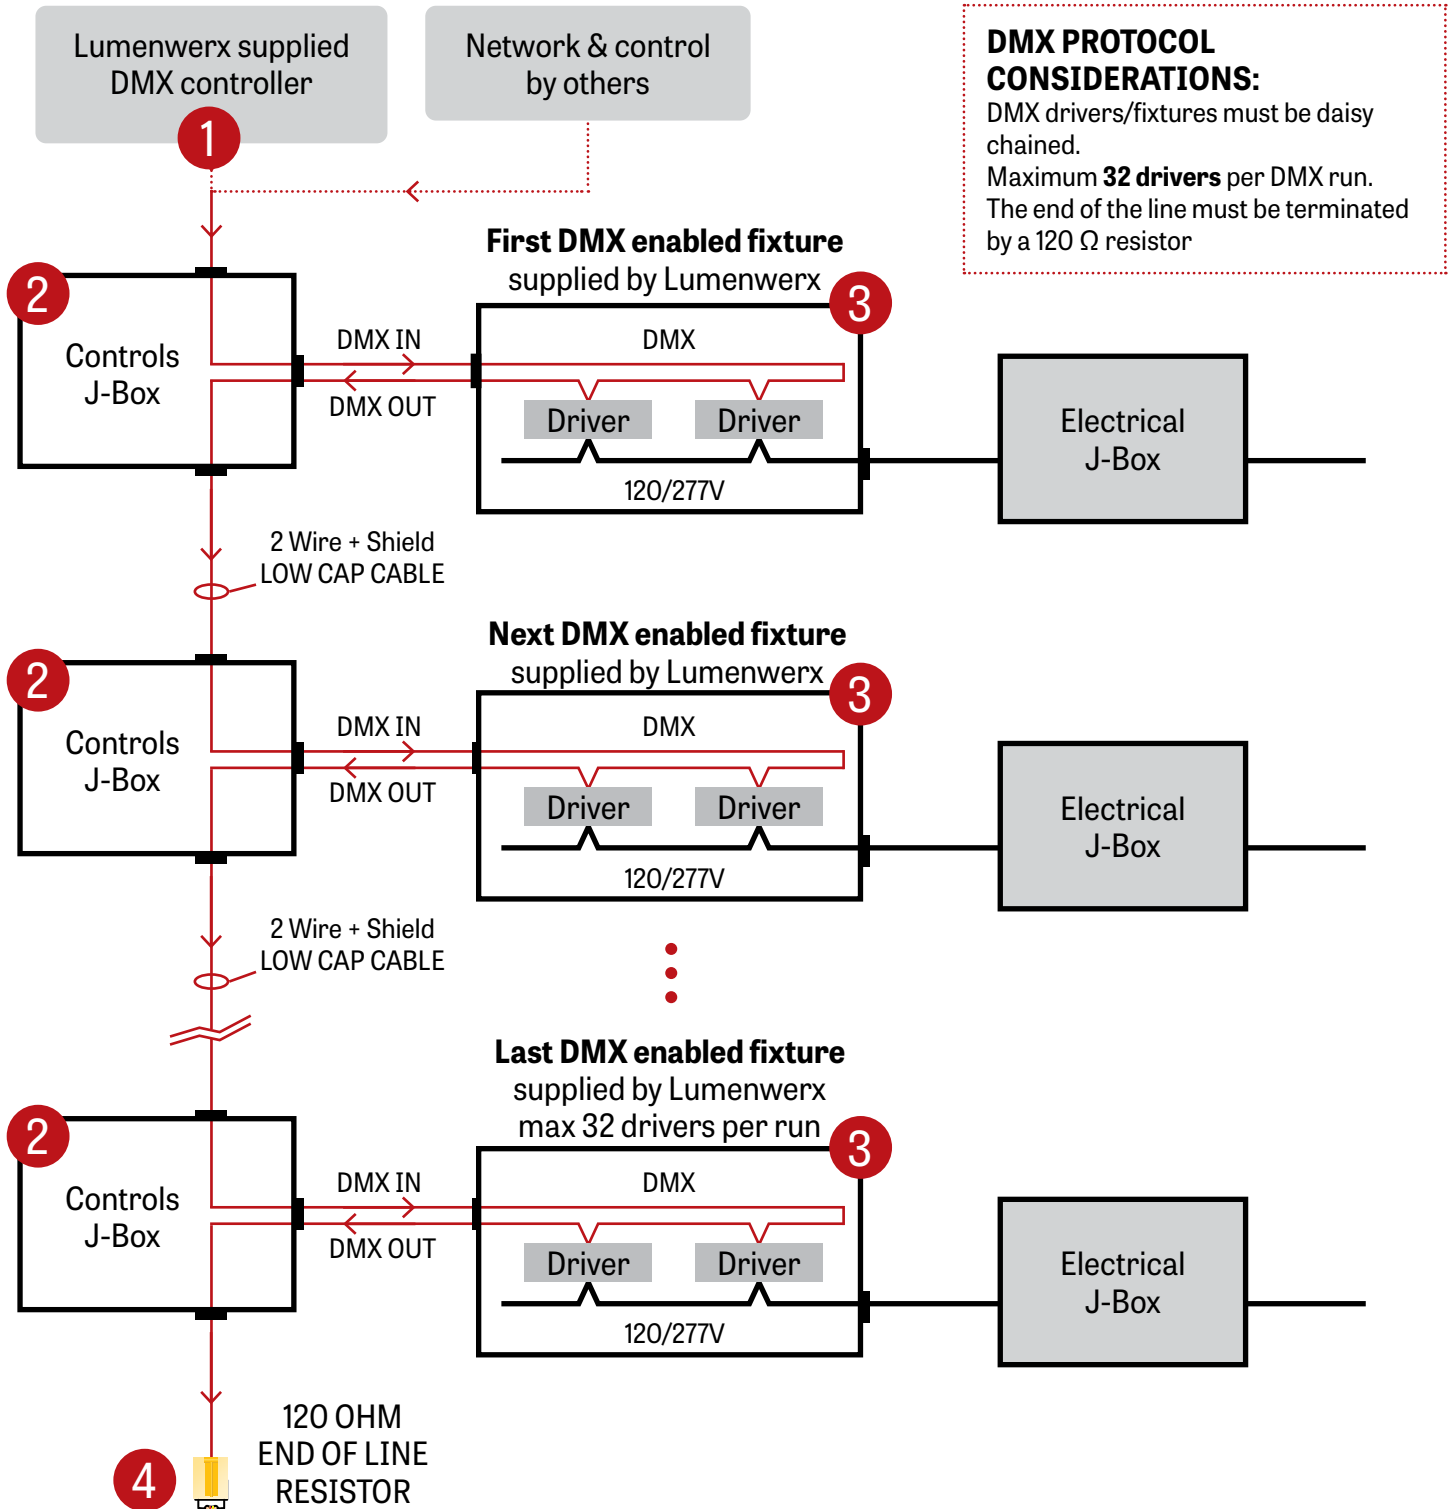 Lumenwerx supplied
DMX controller
1
Network & control
by others
DMX PROTOCOL
CONSIDERATIONS:
DMX drivers/fixtures must be daisy
chained.
Maximum 32 drivers per DMX run.
The end of the line must be terminated
by a 120 Ω resistor
First DMX enabled fixture
supplied by Lumenwerx
2
Controls
J-Box
DMX IN
DMX OUT
3
DMX
Driver
Driver
120/277V
Electrical
J-Box
2 Wire + Shield
LOW CAP CABLE
Next DMX enabled fixture
supplied by Lumenwerx
2
Controls
J-Box
DMX IN
DMX OUT
3
DMX
Driver
Driver
120/277V
Electrical
J-Box
2 Wire + Shield
LOW CAP CABLE
Last DMX enabled fixture
supplied by Lumenwerx
max 32 drivers per run
2
Controls
J-Box
DMX IN
DMX OUT
3
DMX
Driver
Driver
120/277V
Electrical
J-Box
4
120 OHM
END OF LINE
RESISTOR